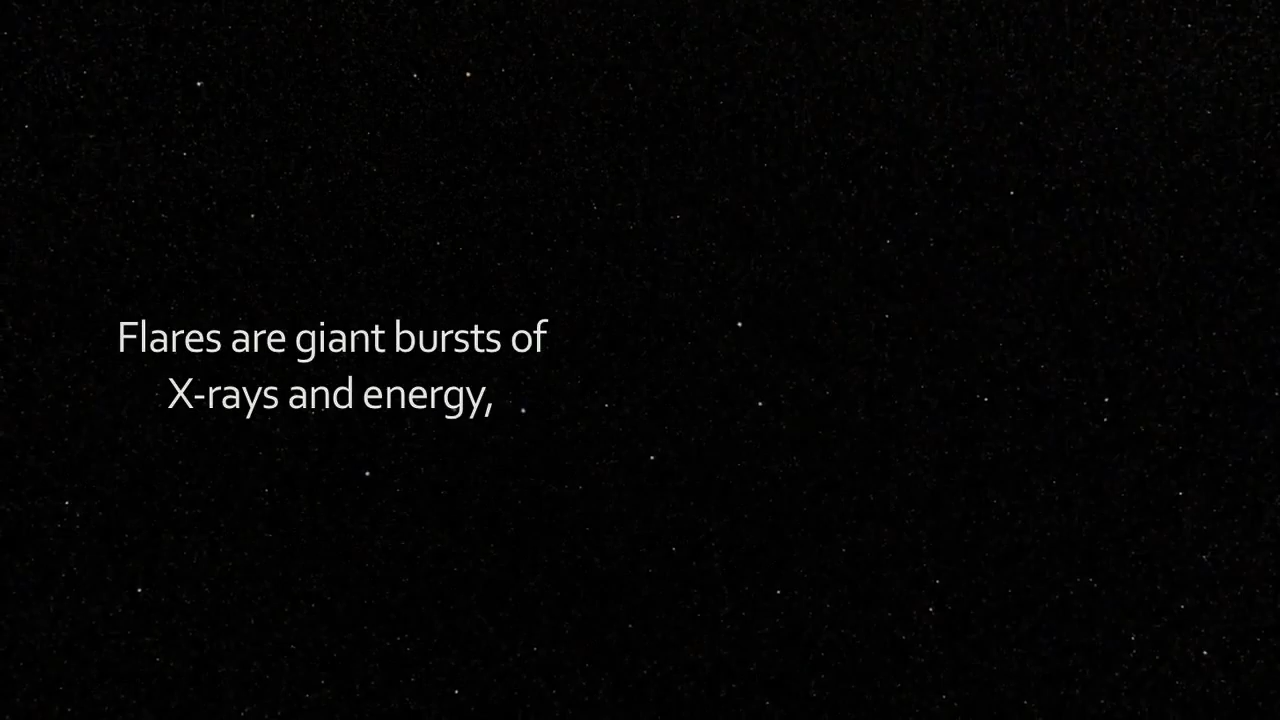 Flares are giant bursts of
X-rays and energy,